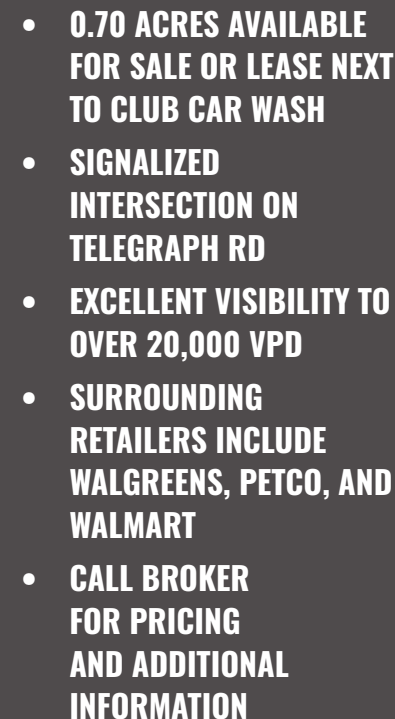 • 0.70 ACRES AVAILABLE
FOR SALE OR LEASE NEXT
TO CLUB CAR WASH
• SIGNALIZED
INTERSECTION ON
TELEGRAPH RD
• EXCELLENT VISIBILITY TO
OVER 20,000 VPD
• SURROUNDING
RETAILERS INCLUDE
WALGREENS, PETCO, AND
WALMART
• CALL BROKER
FOR PRICING
AND ADDITIONAL
INFORMATION